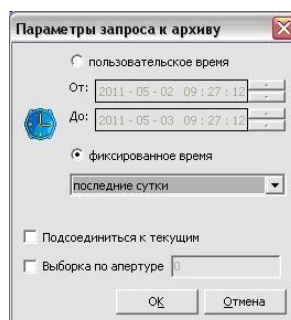 Параметры запроса к архиву
пользовательское время
От: 2011 - 05 - 02 09 : 27 : 12
До: 2011 - 05 - 03 09 : 27 : 12
фиксированное время
последние сутки
Подсоединиться к текущим
Выборка по апертуре 0
OK Отмена